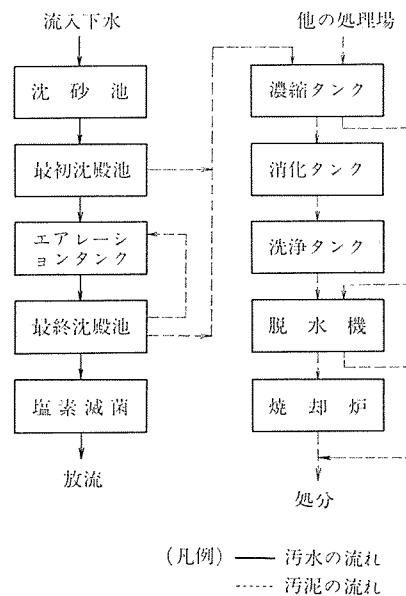 流入下水
沈砂池
最初沈殿池
エアレーシ
ョンタンク
最終沈殿池
塩素滅菌
放流
他の処理場
濃縮タンク
消化タンク
洗浄タンク
脱水機
焼却炉
処分
(凡例) 汚水の流れ
汚泥の流れ